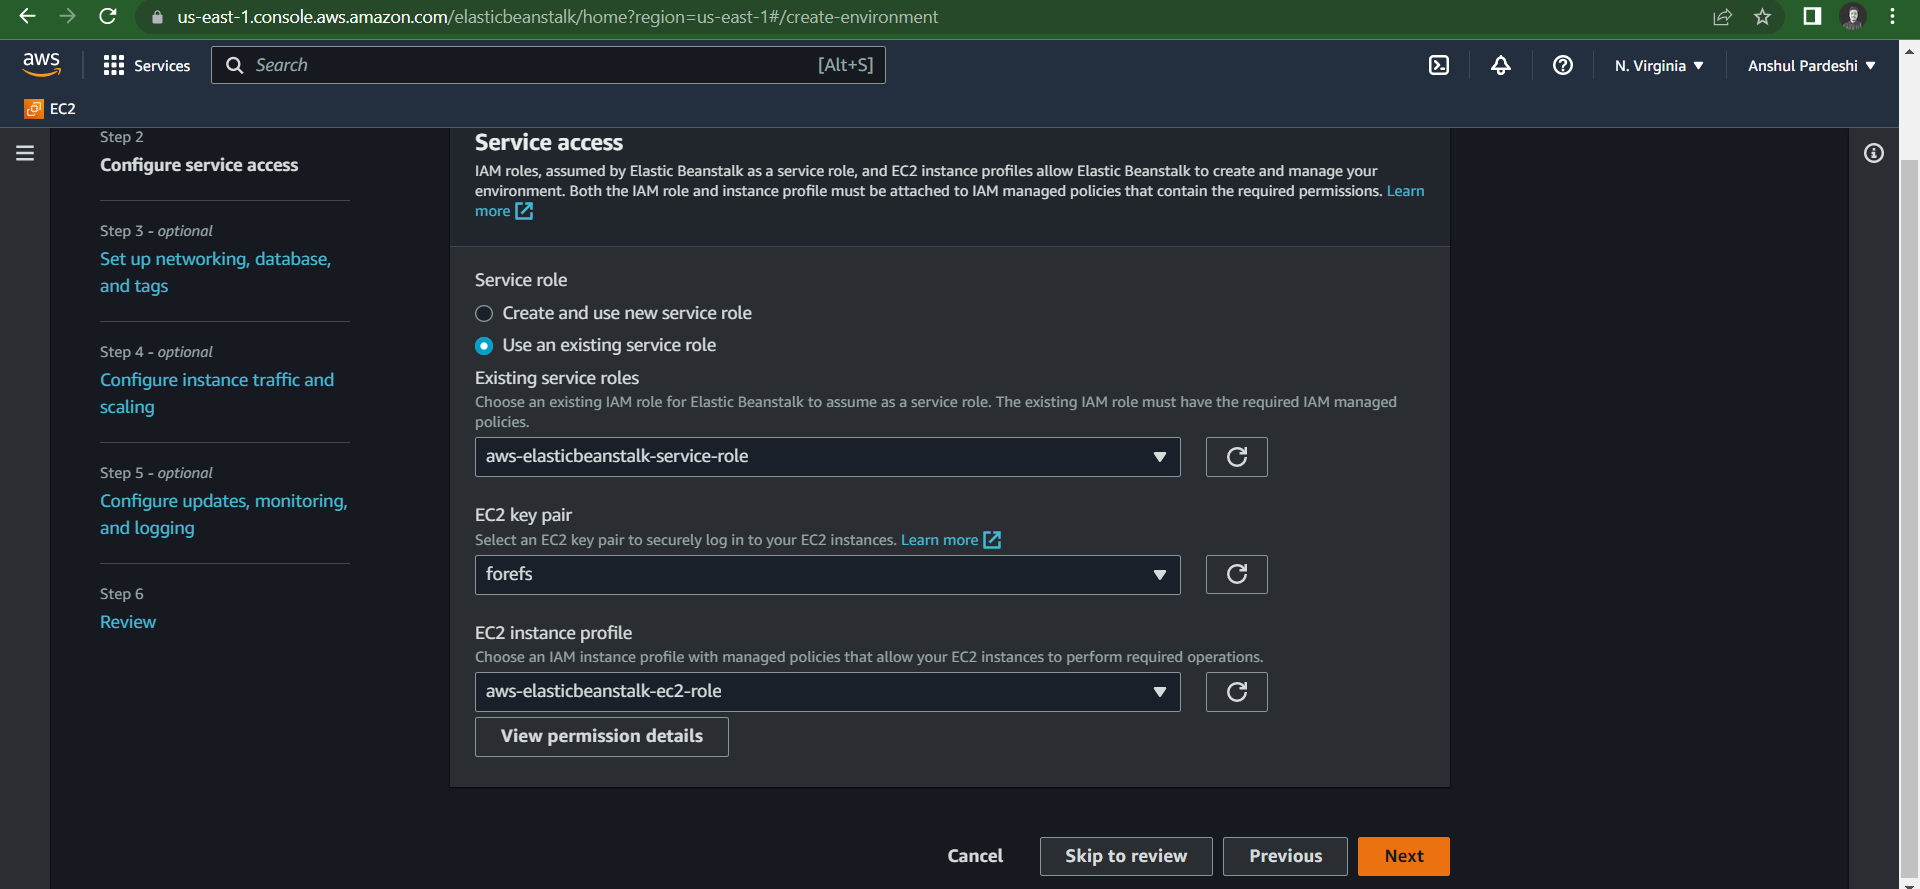 us-east-1.console.aws.amazon.com/elasticbeanstalk/home?region=us-east-1#/create-environment
aws
Services
Search
[Alt+S]
N. Virginia
Anshul Pardeshi
EC2
Step 2
Configure service access
Step 3 - optional
Set up networking, database,
and tags
Step 4 - optional
Configure instance traffic and
scaling
Step 5 - optional
Configure updates, monitoring,
and logging
Step 6
Review
Service access
IAM roles, assumed by Elastic Beanstalk as a service role, and EC2 instance profiles allow Elastic Beanstalk to create and manage your
environment. Both the IAM role and instance profile must be attached to IAM managed policies that contain the required permissions. Learn
more
Service role
Create and use new service role
Use an existing service role
Existing service roles
Choose an existing IAM role for Elastic Beanstalk to assume as a service role. The existing IAM role must have the required IAM managed
policies.
aws-elasticbeanstalk-service-role
EC2 key pair
Select an EC2 key pair to securely log in to your EC2 instances. Learn more
forefs
EC2 instance profile
Choose an IAM instance profile with managed policies that allow your EC2 instances to perform required operations.
aws-elasticbeanstalk-ec2-role
View permission details
Cancel
Skip to review
Previous
Next